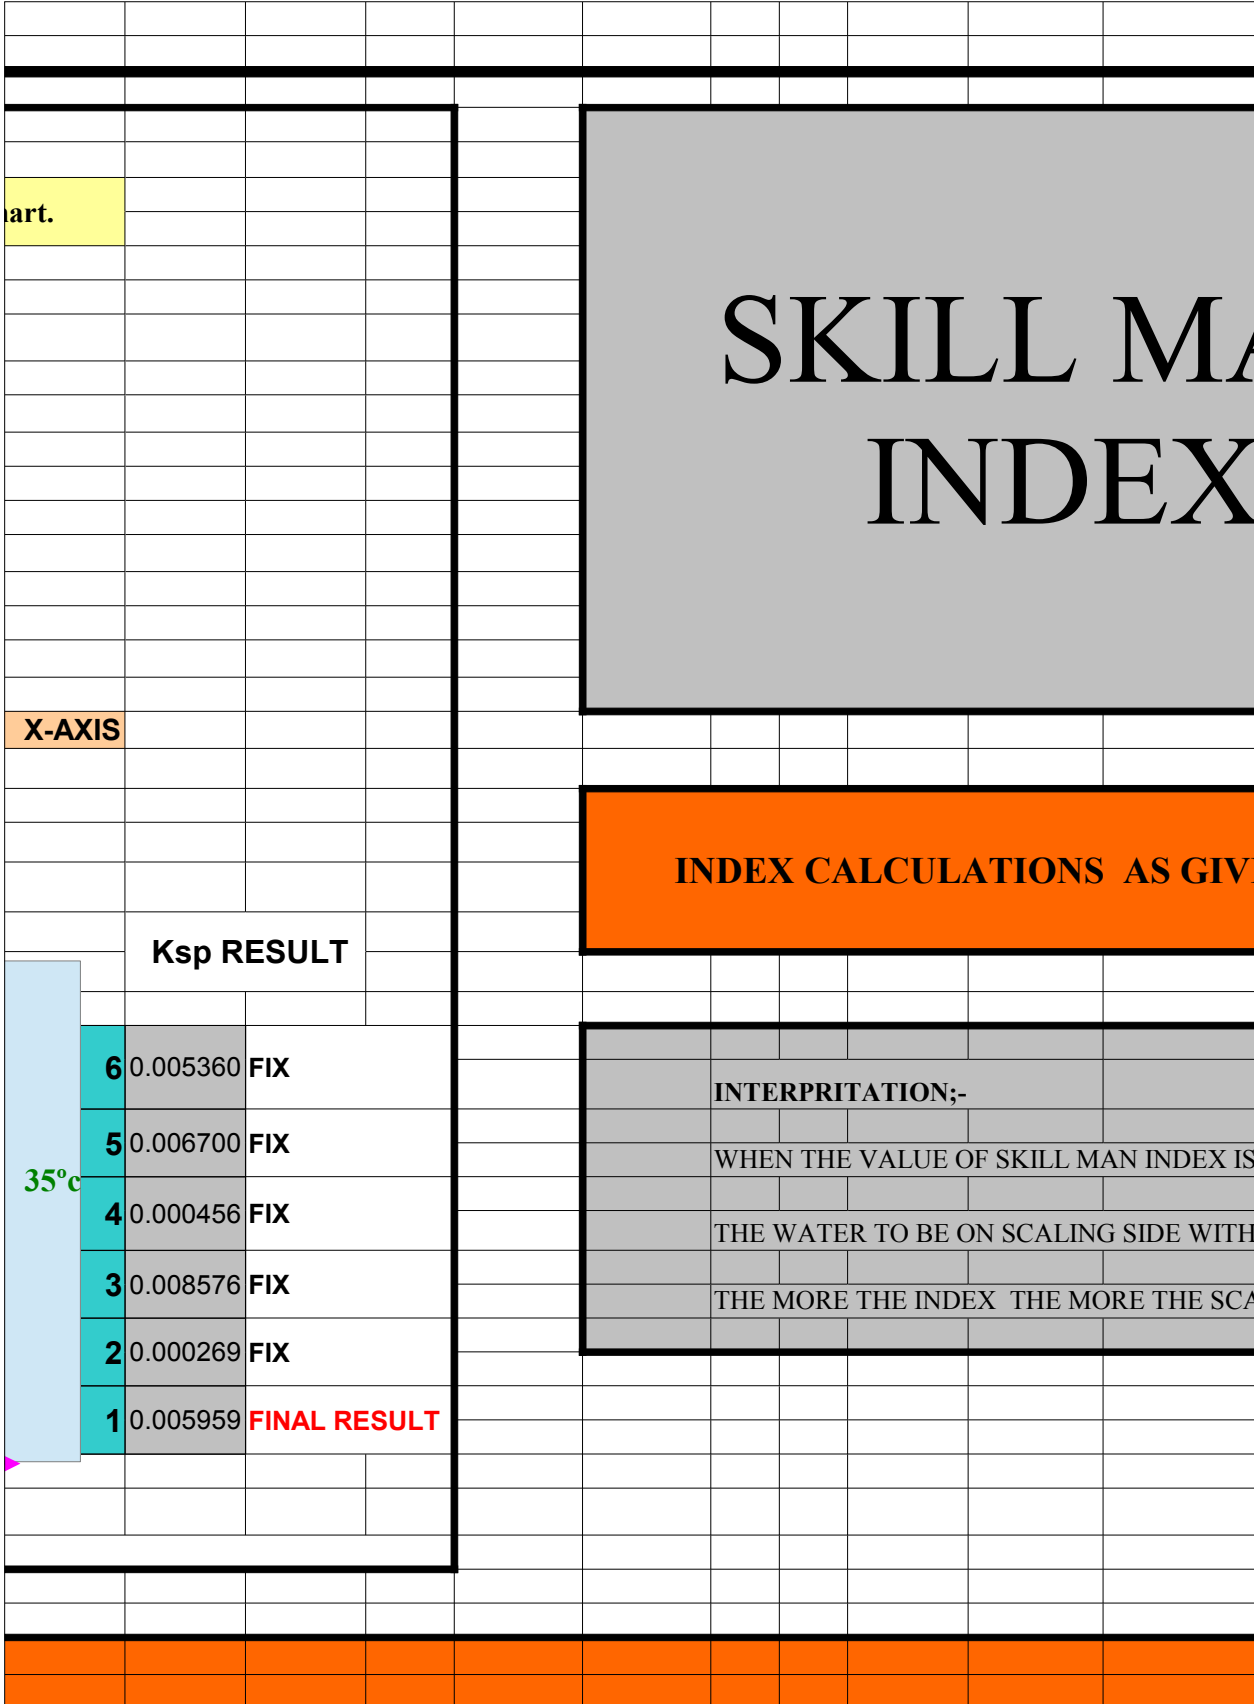 X-AXIS
Ksp RESULT
35ºc
6 0.005360 FIX
5 0.006700 FIX
4 0.000456 FIX
3 0.008576 FIX
2 0.000269 FIX
1 0.005959 FINAL RESULT
SKILL MA
INDEX
INDEX CALCULATIONS AS GIV
INTERPRITATION;-
WHEN THE VALUE OF SKILL MAN INDEX IS
THE WATER TO BE ON SCALING SIDE WITH
THE MORE THE INDEX THE MORE THE SCA